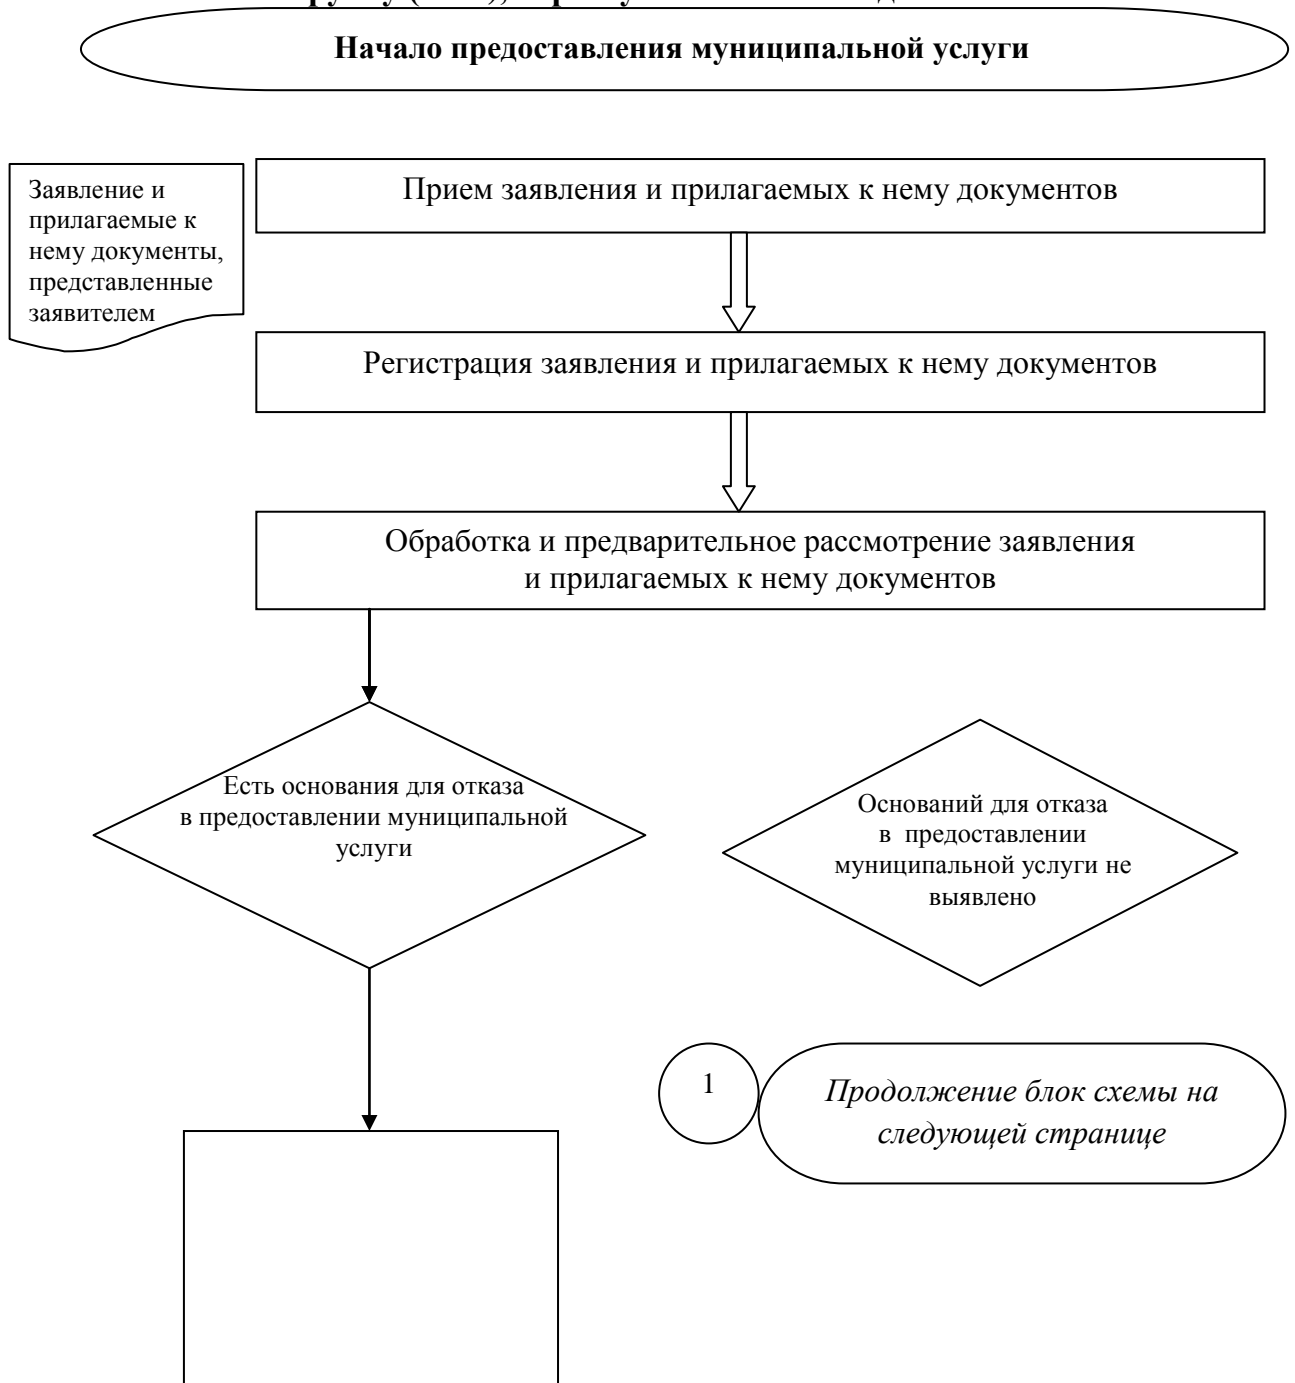 Начало предоставления муниципальной услуги
Заявление и
прилагаемые к
нему документы,
представленные
заявителем
Прием заявления и прилагаемых к нему документов
Регистрация заявления и прилагаемых к нему документов
Обработка и предварительное рассмотрение заявления
и прилагаемых к нему документов
Есть основания для отказа
в предоставлении муниципальной
услуги
Оснований для отказа
в предоставлении
муниципальной услуги не
выявлено
1
Продолжение блок схемы на
следующей странице